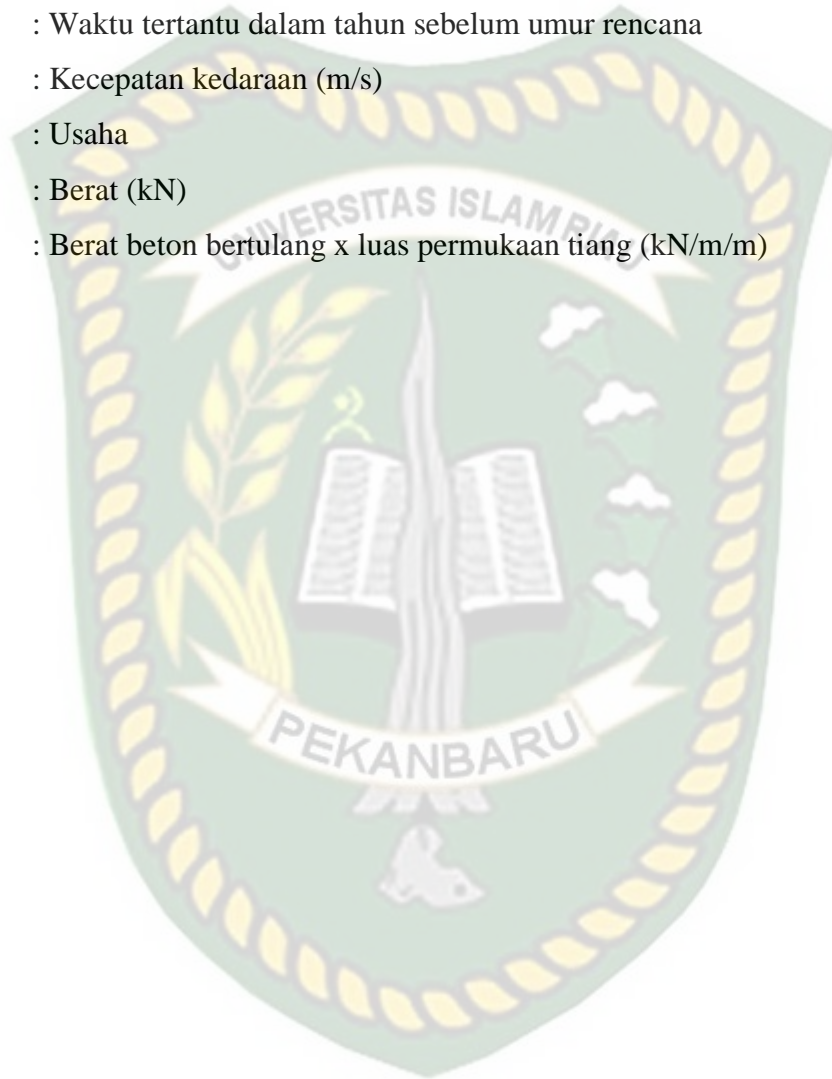 : Waktu tertantu dalam tahun sebelum umur rencana
: Kecepatan kedaraan (m/s)
: Usaha
: Berat (kN)
: Berat beton bertulang x luas permukaan tiang (kN/m/m)
UNIVERSITAS ISLAM RIAU
PEKANBARU